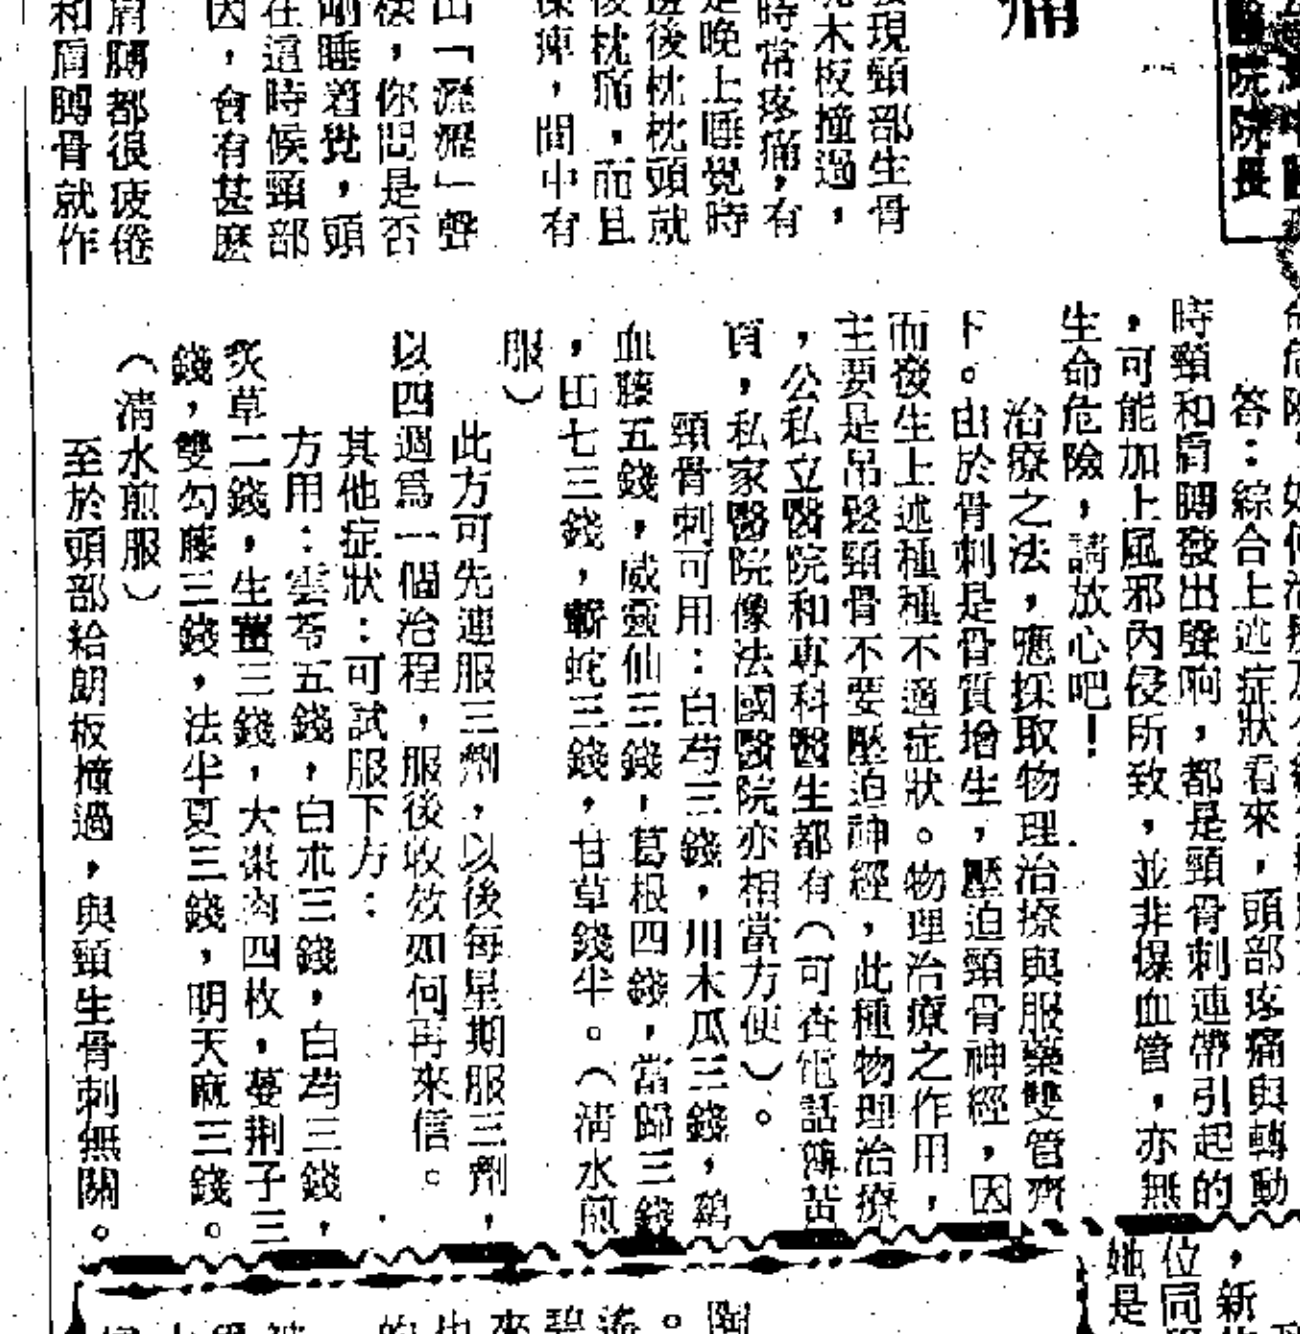 痛
醫院院長
發現頸部生骨
木板撞過，
時常疼痛，有
是晚上睡覺時
後枕枕頭就
後枕痛，而且
痺，間中有
出「瀝瀝」聲
樣，你問是否
剛睡着覺，頭
在這時候頸部
因，會有甚麽
肩膊都很疲倦
和肩膊骨就作
答：綜合上述症狀看來，頭部疼痛與轉動
時頸和肩膊發出聲响，都是頸骨刺連帶引起的
，可能加上風邪內侵所致，並非爆血管，亦無
生命危險，請放心吧！
治療之法，應採取物理治療與服藥雙管齊
下。由於骨刺是骨質增生，壓迫頸骨神經，因
而發生上述種種不適症狀。物理治療之作用，
主要是吊鬆頸骨不要壓迫神經，此種物理治療
，公私立醫院和專科醫生都有（可查電話簿黃
頁，私家醫院像法國醫院亦相當方便）。
頸骨刺可用：白芍三錢，川木瓜三錢，鷄
血藤五錢，威靈仙三錢，葛根四錢，當歸三錢
，田七三錢，蘄蛇三錢，甘草錢半。（清水煎
服）
此方可先連服三劑，以後每星期服三劑，
以四週爲一個治程，服後收效如何再來信。
其他症狀：可試服下方：
方用：雲苓五錢，白朮三錢，白芍三錢，
炙草二錢，生薑三錢，大棗肉四枚，蔓荆子三
錢，雙勾藤三錢，法半夏三錢，明天麻三錢。
（清水煎服）
至於頭部給朗板撞過，與頸生骨刺無關。
，新
位同
她是